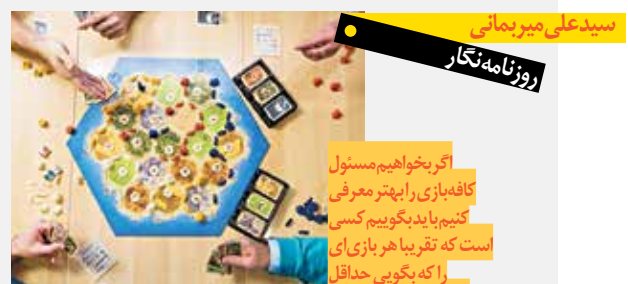 سیدعلی میربمانی
روزنامه‌نگار
اگر بخواهیم مسئول
کافه‌بازی را بهتر معرفی
کنیم باید بگوییم کسی
است که تقریبا هر بازی‌ای
را که بگویی حداقل